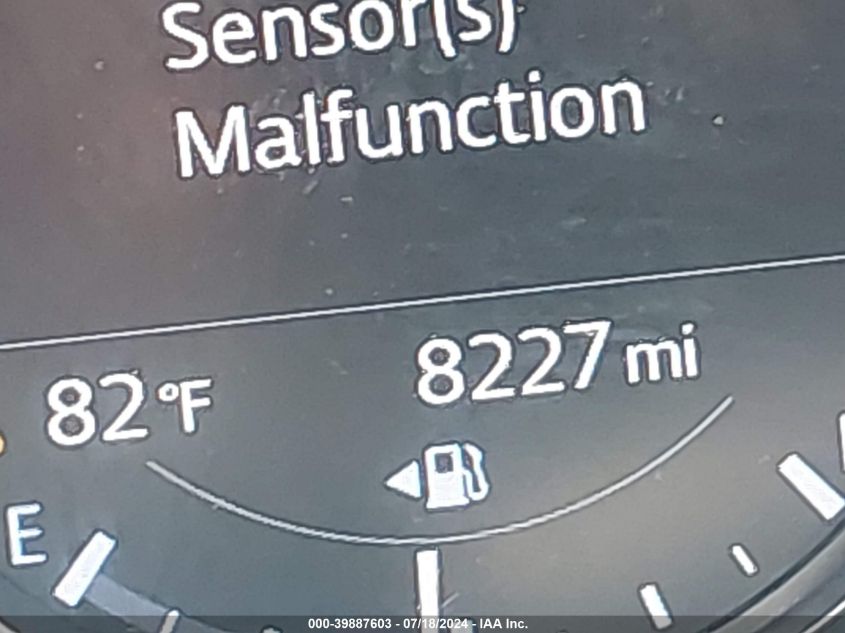 Sensor(s)
Malfunction
82 °F
8227 mi
E
000-39887603 - 07/18/2024 - IAA Inc.